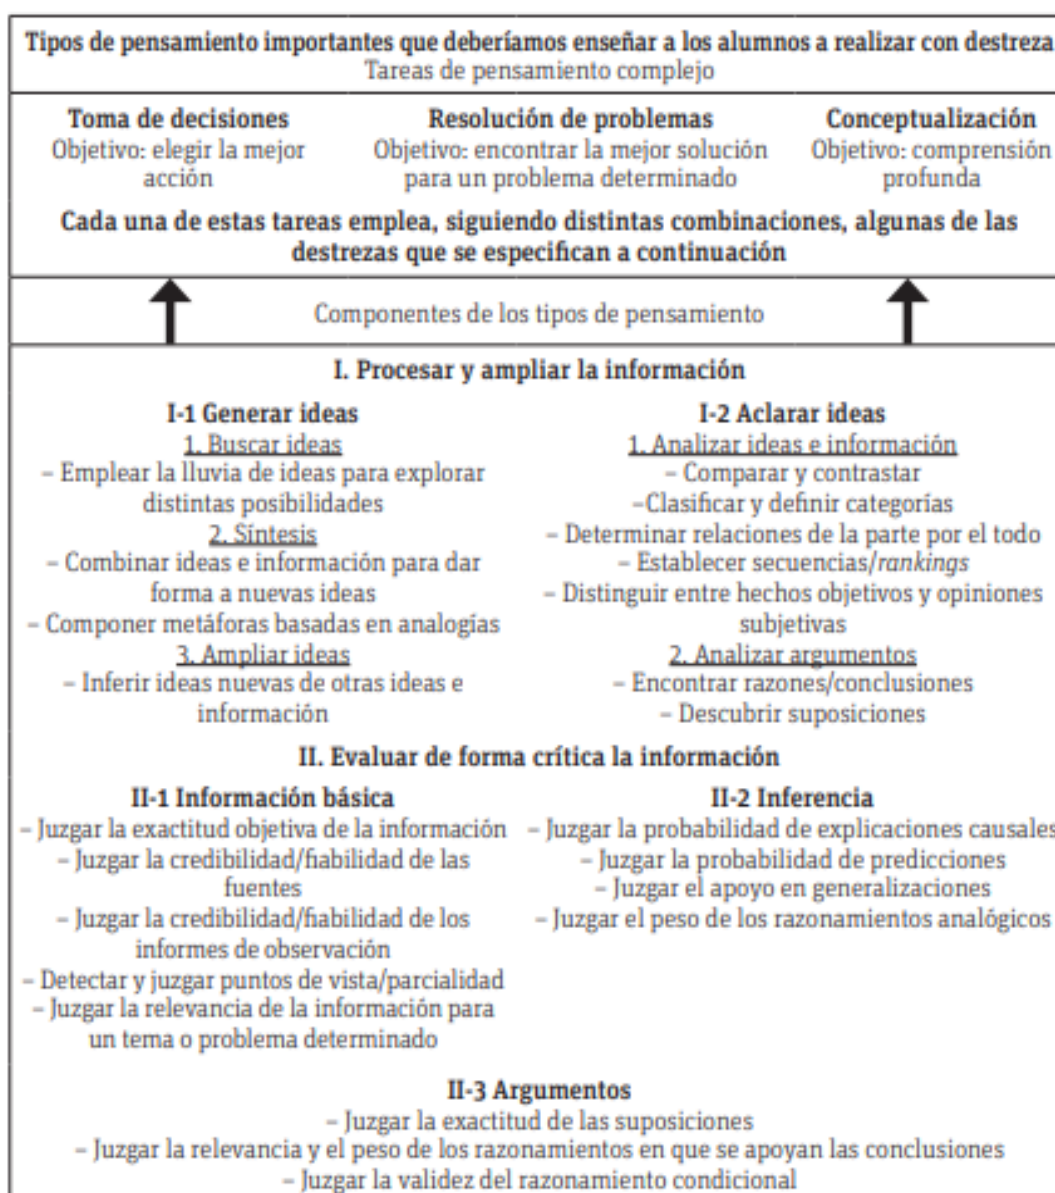 Tipos de pensamiento importantes que deberíamos enseñar a los alumnos a realizar con destreza
Tareas de pensamiento complejo
Toma de decisiones
Objetivo: elegir la mejor
acción
Resolución de problemas
Objetivo: encontrar la mejor solución
para un problema determinado
Conceptualización
Objetivo: comprensión
profunda
Cada una de estas tareas emplea, siguiendo distintas combinaciones, algunas de las
destrezas que se especifican a continuación
Componentes de los tipos de pensamiento
I. Procesar y ampliar la información
I-1 Generar ideas
1. Buscar ideas
– Emplear la lluvia de ideas para explorar
distintas posibilidades
2. Síntesis
– Combinar ideas e información para dar
forma a nuevas ideas
– Componer metáforas basadas en analogías
3. Ampliar ideas
– Inferir ideas nuevas de otras ideas e
información
I-2 Aclarar ideas
1. Analizar ideas e información
– Comparar y contrastar
–Clasificar y definir categorías
– Determinar relaciones de la parte por el todo
– Establecer secuencias/rankings
– Distinguir entre hechos objetivos y opiniones
subjetivas
2. Analizar argumentos
– Encontrar razones/conclusiones
– Descubrir suposiciones
II. Evaluar de forma crítica la información
II-1 Información básica
– Juzgar la exactitud objetiva de la información
– Juzgar la credibilidad/fiabilidad de las
fuentes
– Juzgar la credibilidad/fiabilidad de los
informes de observación
– Detectar y juzgar puntos de vista/parcialidad
– Juzgar la relevancia de la información para
un tema o problema determinado
II-2 Inferencia
– Juzgar la probabilidad de explicaciones causales
– Juzgar la probabilidad de predicciones
– Juzgar el apoyo en generalizaciones
– Juzgar el peso de los razonamientos analógicos
II-3 Argumentos
– Juzgar la exactitud de las suposiciones
– Juzgar la relevancia y el peso de los razonamientos en que se apoyan las conclusiones
– Juzgar la validez del razonamiento condicional